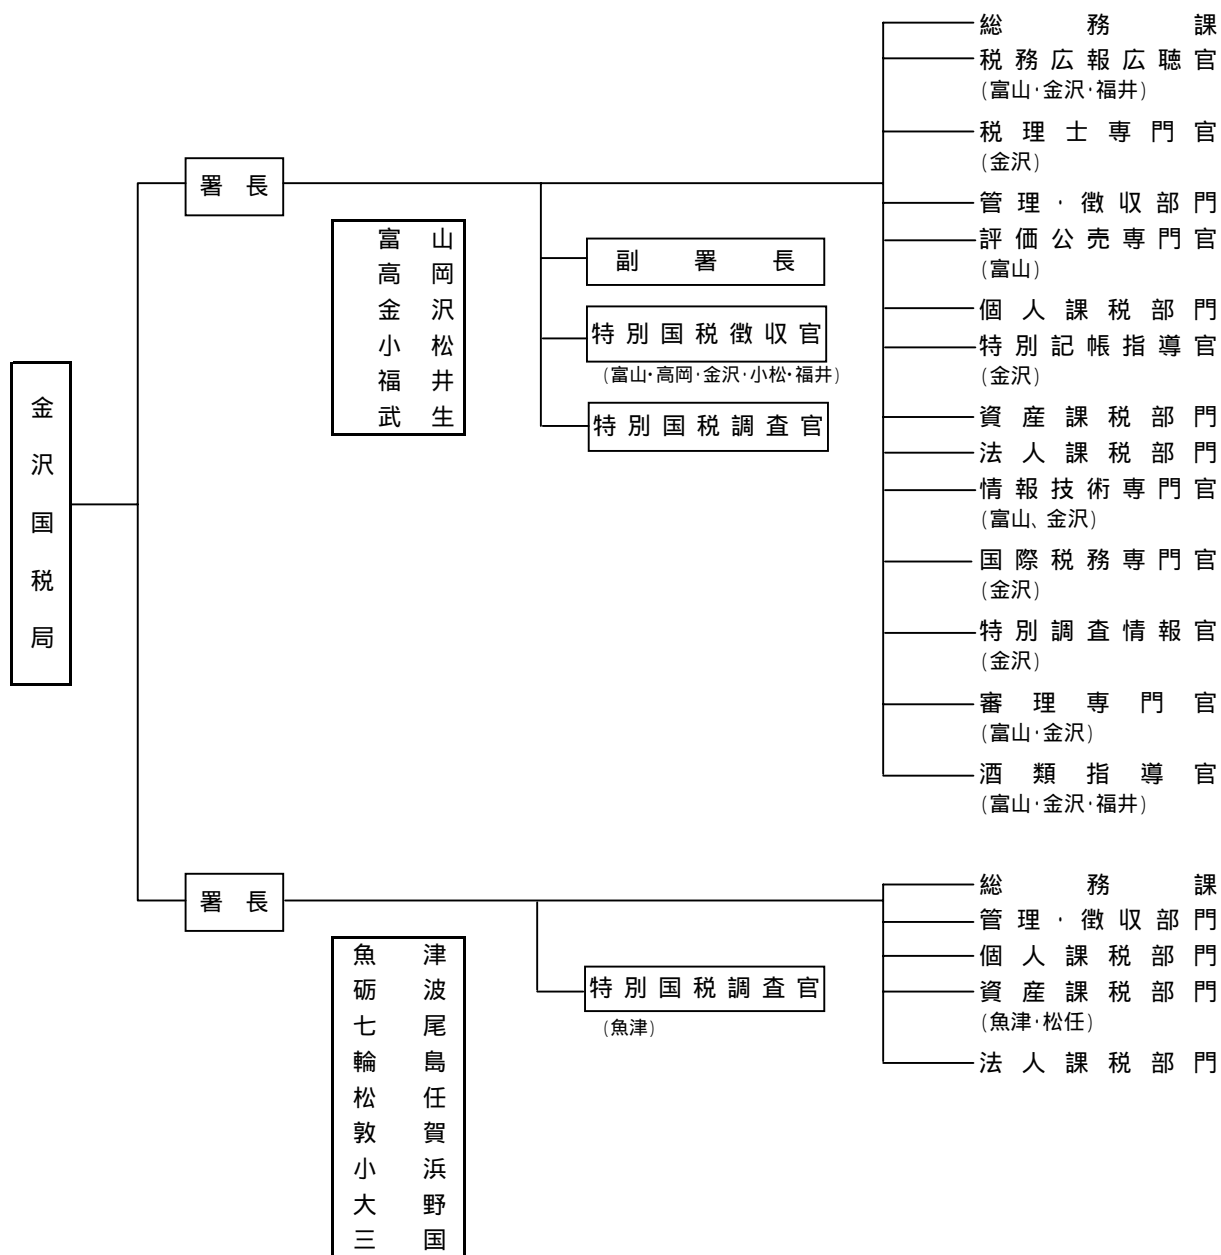 金沢国税局
署長
富山
高岡
金沢
小松
福井
武生
副署長
特別国税徴収官
(富山・高岡・金沢・小松・福井)
特別国税調査官
総務課
税務広報広聴官
(富山・金沢・福井)
税理士専門官
(金沢)
管理・徴収部門
評価公売専門官
(富山)
個人課税部門
特別記帳指導官
(金沢)
資産課税部門
法人課税部門
情報技術専門官
(富山、金沢)
国際税務専門官
(金沢)
特別調査情報官
(金沢)
審理専門官
(富山・金沢)
酒類指導官
(富山・金沢・福井)
署長
魚津
砺波
七尾
輪島
松任
敦賀
小浜
大野
三国
特別国税調査官
(魚津)
総務課
管理・徴収部門
個人課税部門
資産課税部門
(魚津・松任)
法人課税部門